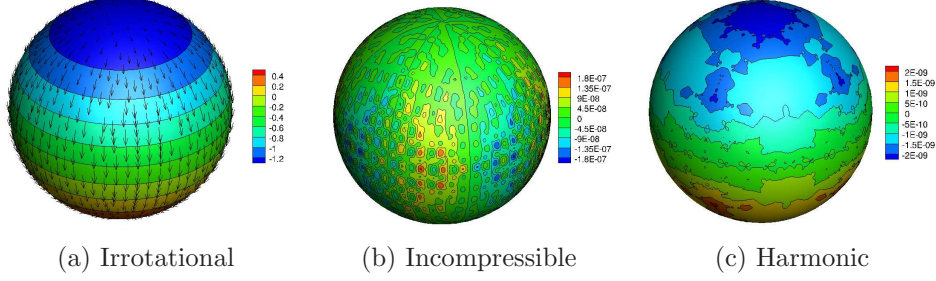 0.4
0.2
0
-0.2
-0.4
-0.6
-0.8
-1
-1.2
1.8E-07
1.35E-07
9E-08
4.5E-08
0
-4.5E-08
-9E-08
-1.35E-07
-1.8E-07
2E-09
1.5E-09
1E-09
5E-10
0
-5E-10
-1E-09
-1.5E-09
-2E-09
(a) Irrotational
(b) Incompressible
(c) Harmonic